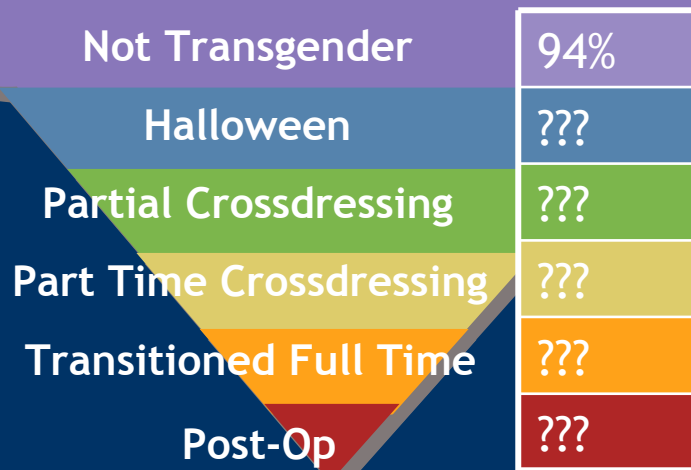 Not Transgender 94%
Halloween ???
Partial Crossdressing ???
Part Time Crossdressing ???
Transitioned Full Time ???
Post-Op ???